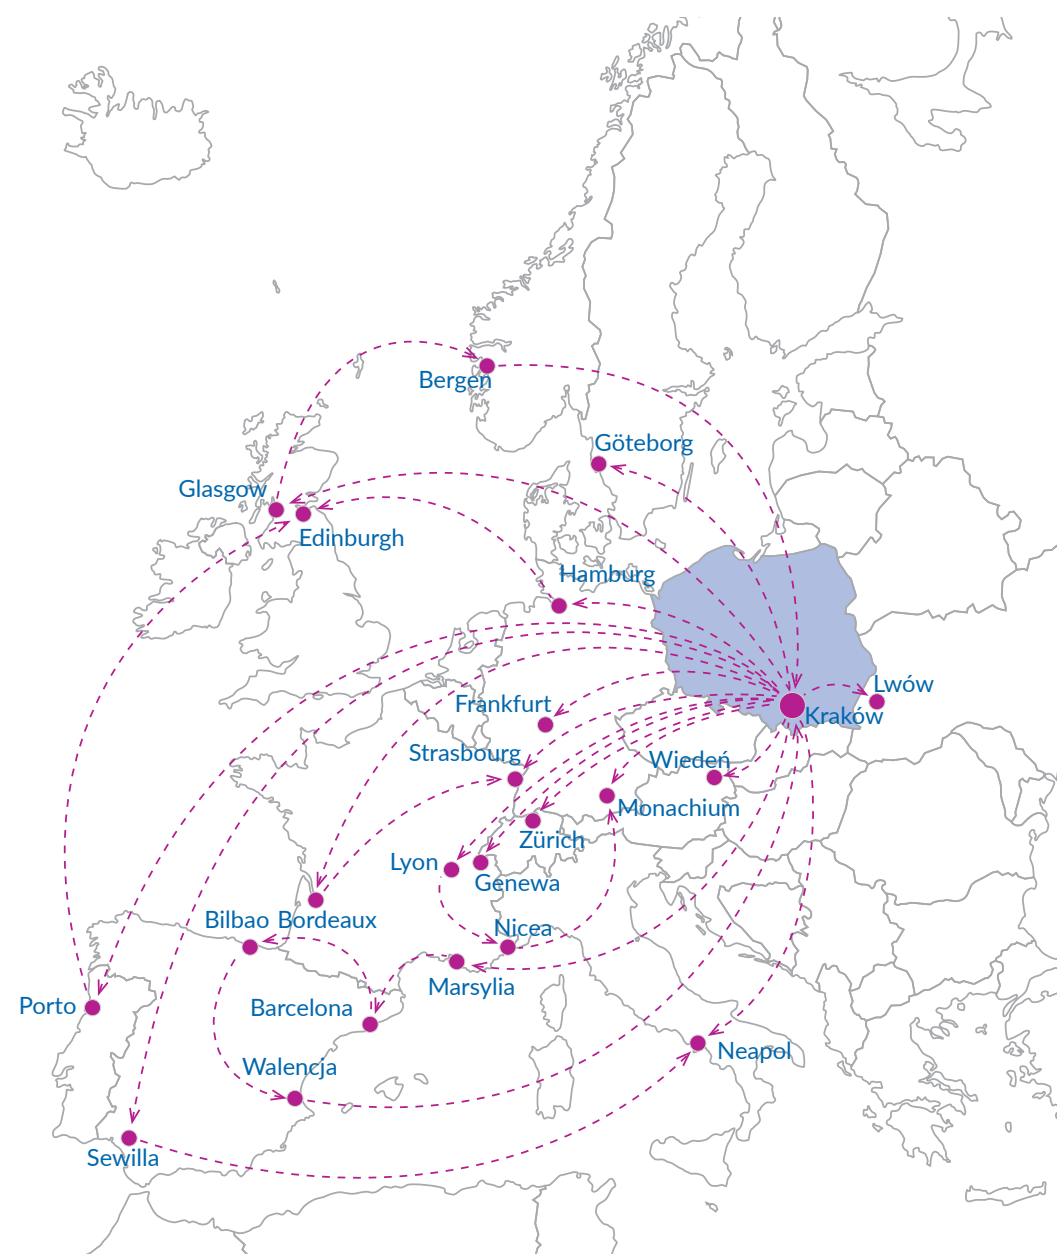 Bergen
Göteborg
Glasgow
Edinburgh
Hamburg
Lwów
Frankfurt
Kraków
Strasbourg
Wiedeń
Monachium
Zürich
Lyon
Genewa
Bilbao
Bordeaux
Nicea
Marsylia
Porto
Barcelona
Neapol
Walencja
Sewilla